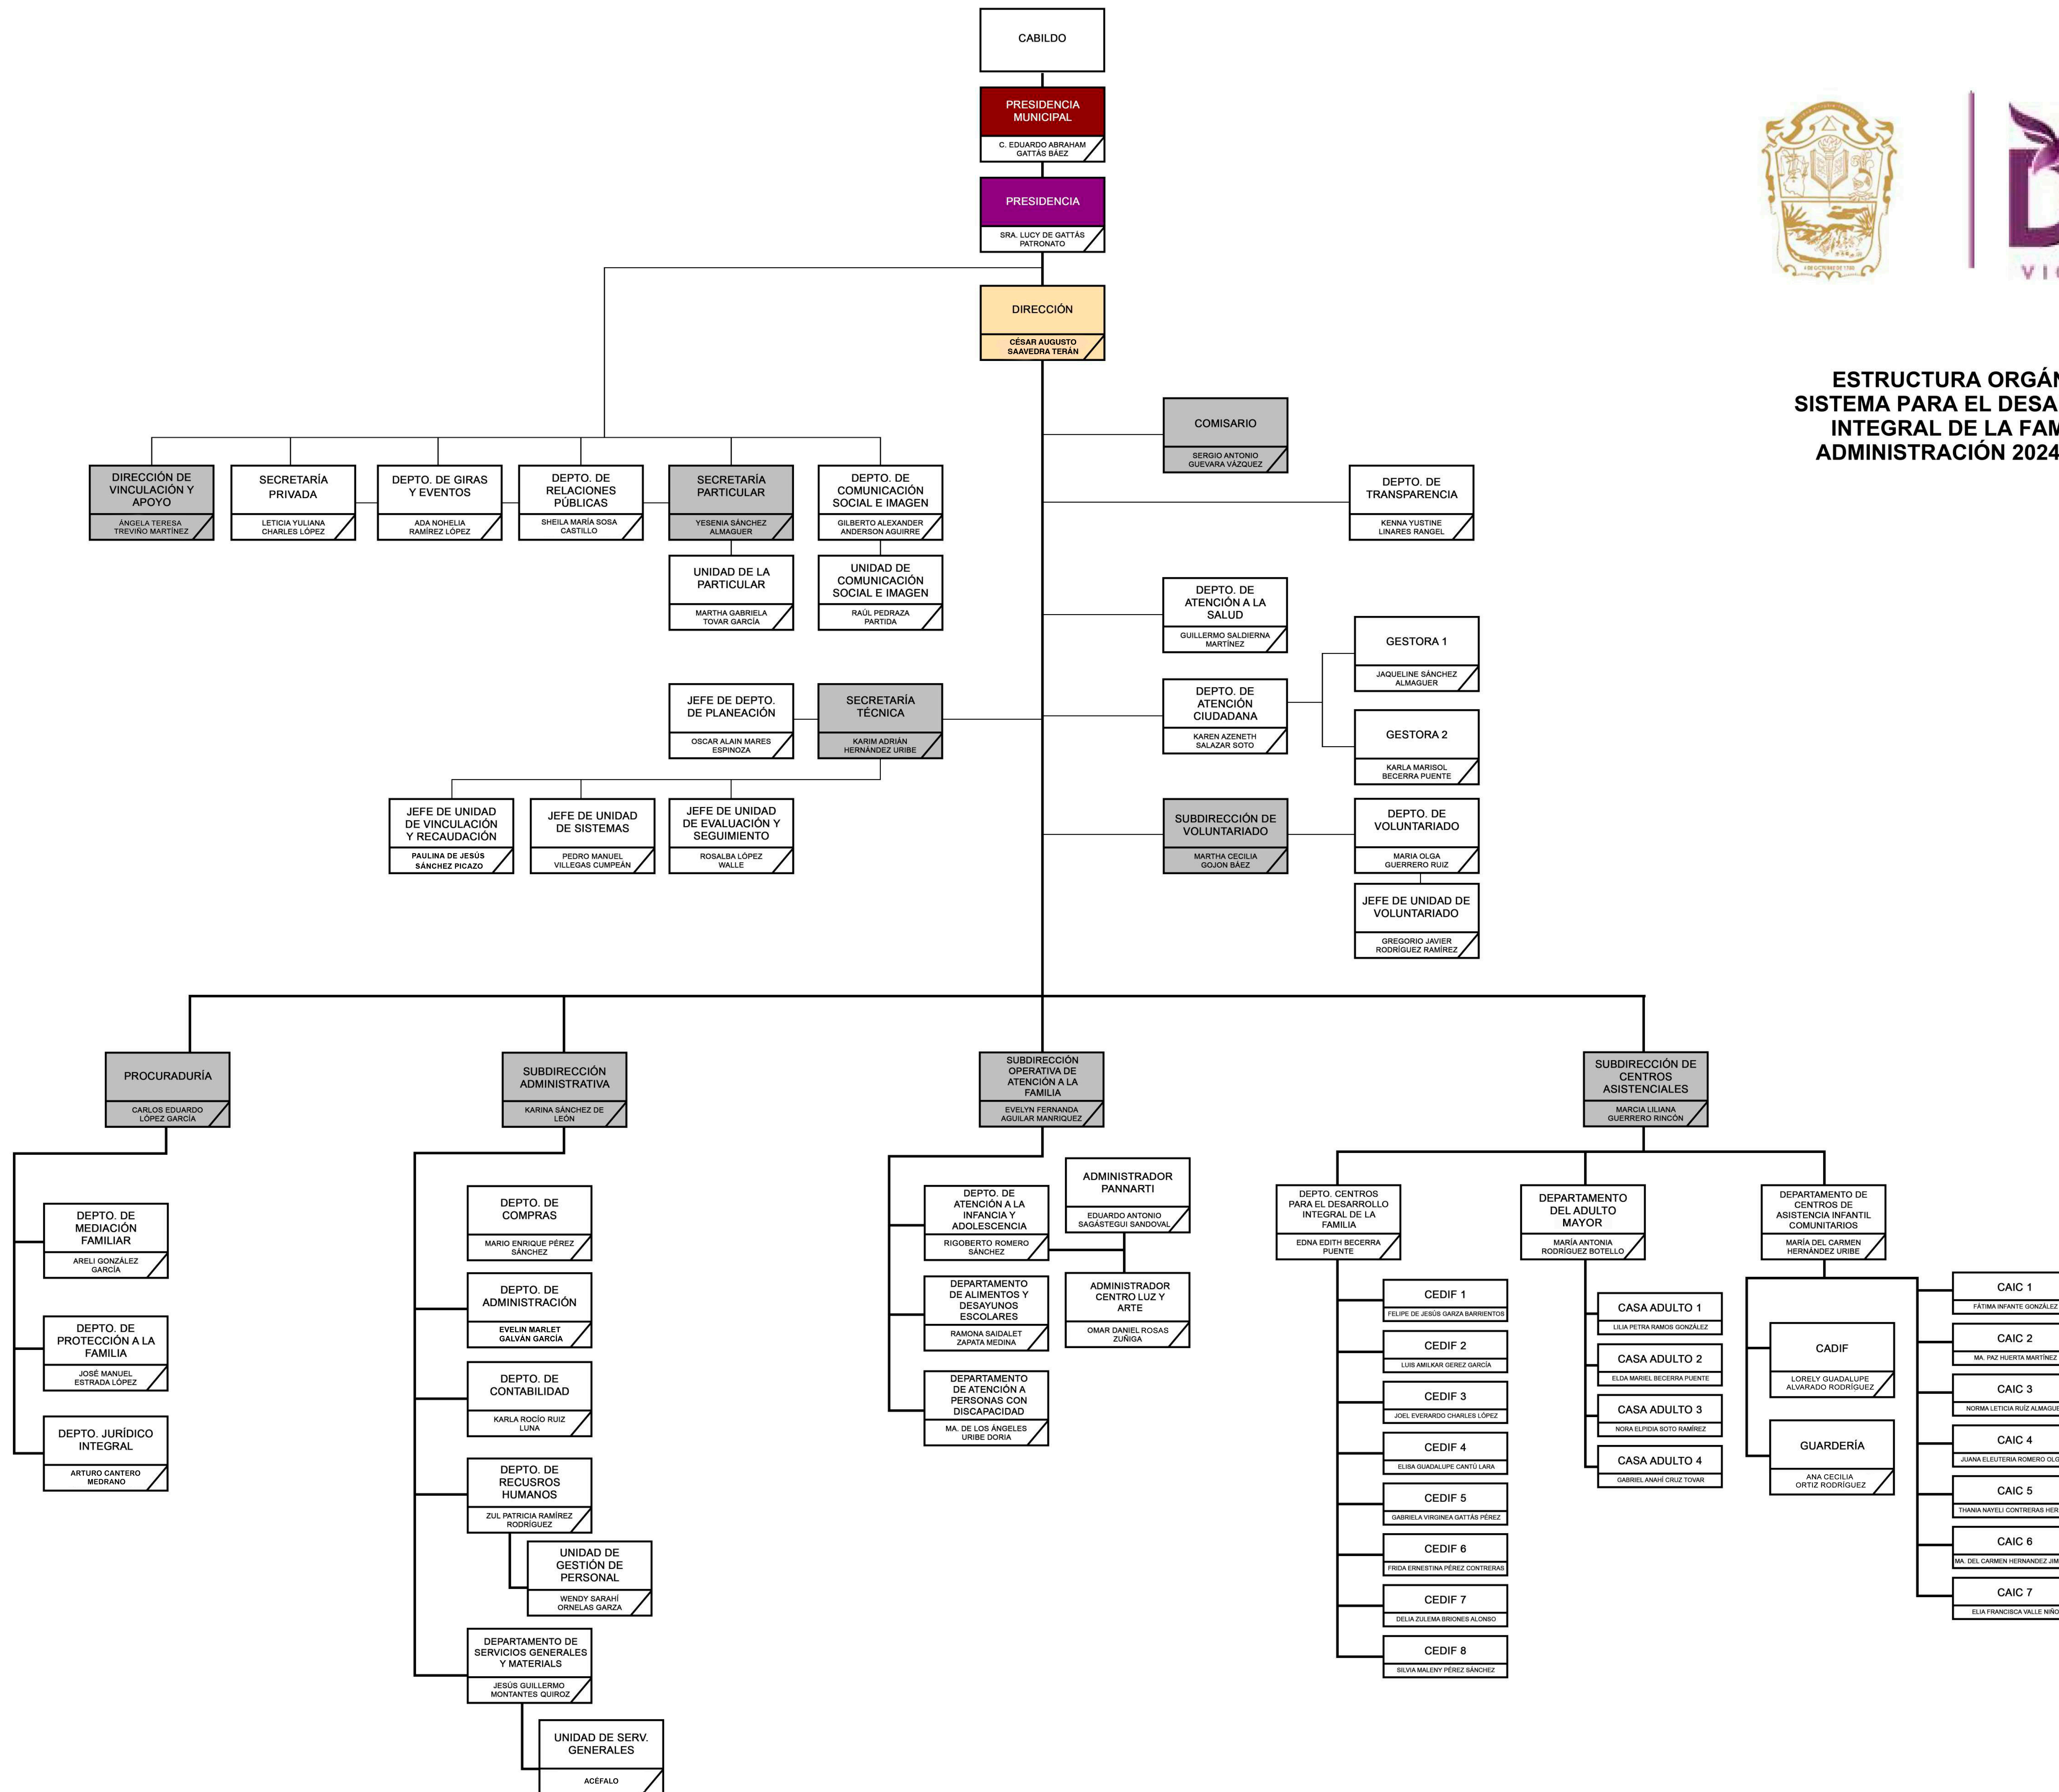 CABILDO
PRESIDENCIA
MUNICIPAL
C. EDUARDO ABRAHAM
GATTÁS BÁEZ
PRESIDENCIA
SRA. LUCY DE GATTÁS
PATRONATO
DIRECCIÓN
CÉSAR AUGUSTO
SAAVEDRA TERÁN
ESTRUCTURA ORGÁN
SISTEMA PARA EL DESA
INTEGRAL DE LA FAM
ADMINISTRACIÓN 2024
COMISARIO
SERGIO ANTONIO
GUEVARA VÁZQUEZ
DEPTO. DE
TRANSPARENCIA
KENNA YUSTINE
LINARES RANGEL
DIRECCIÓN DE
VINCULACIÓN Y
APOYO
ÁNGELA TERESA
TREVIÑO MARTÍNEZ
SECRETARÍA
PRIVADA
LETICIA YULIANA
CHARLES LÓPEZ
DEPTO. DE GIRAS
Y EVENTOS
ADA NOHELIA
RAMÍREZ LÓPEZ
DEPTO. DE
RELACIONES
PÚBLICAS
SHEILA MARÍA SOSA
CASTILLO
SECRETARÍA
PARTICULAR
YESENIA SÁNCHEZ
ALMAGUER
DEPTO. DE
COMUNICACIÓN
SOCIAL E IMAGEN
GILBERTO ALEXANDER
ANDERSON AGUIRRE
UNIDAD DE LA
PARTICULAR
MARTHA GABRIELA
TOVAR GARCÍA
UNIDAD DE
COMUNICACIÓN
SOCIAL E IMAGEN
RAÚL PEDRAZA
PARTIDA
DEPTO. DE
ATENCIÓN A LA
SALUD
GUILLERMO SALDIERNA
MARTÍNEZ
GESTORA 1
JAQUELINE SÁNCHEZ
ALMAGUER
JEFE DE DEPTO.
DE PLANEACIÓN
OSCAR ALAIN MARES
ESPINOZA
SECRETARÍA
TÉCNICA
KARIM ADRIÁN
HERNÁNDEZ URIBE
DEPTO. DE
ATENCIÓN
CIUDADANA
KAREN AZENETH
SALAZAR SOTO
GESTORA 2
KARLA MARISOL
BECERRA PUENTE
JEFE DE UNIDAD
DE VINCULACIÓN
Y RECAUDACIÓN
PAULINA DE JESÚS
SÁNCHEZ PICAZO
JEFE DE UNIDAD
DE SISTEMAS
PEDRO MANUEL
VILLEGAS CUMPEÁN
JEFE DE UNIDAD
DE EVALUACIÓN Y
SEGUIMIENTO
ROSALBA LÓPEZ
WALLE
SUBDIRECCIÓN DE
VOLUNTARIADO
MARTHA CECILIA
GOJON BÁEZ
DEPTO. DE
VOLUNTARIADO
MARIA OLGA
GUERRERO RUIZ
JEFE DE UNIDAD DE
VOLUNTARIADO
GREGORIO JAVIER
RODRÍGUEZ RAMÍREZ
PROCURADURÍA
CARLOS EDUARDO
LÓPEZ GARCÍA
SUBDIRECCIÓN
ADMINISTRATIVA
KARINA SÁNCHEZ DE
LEÓN
SUBDIRECCIÓN
OPERATIVA DE
ATENCIÓN A LA
FAMILIA
EVELYN FERNANDA
AGUILAR MANRIQUEZ
SUBDIRECCIÓN DE
CENTROS
ASISTENCIALES
MARCIA LILIANA
GUERRERO RINCÓN
DEPTO. DE
MEDIACIÓN
FAMILIAR
ARELI GONZÁLEZ
GARCÍA
DEPTO. DE
PROTECCIÓN A LA
FAMILIA
JOSÉ MANUEL
ESTRADA LÓPEZ
DEPTO. JURÍDICO
INTEGRAL
ARTURO CANTERO
MEDRANO
DEPTO. DE
COMPRAS
MARIO ENRIQUE PÉREZ
SÁNCHEZ
DEPTO. DE
ADMINISTRACIÓN
EVELIN MARLET
GALVÁN GARCÍA
DEPTO. DE
CONTABILIDAD
KARLA ROCÍO RUIZ
LUNA
DEPTO. DE
RECUSROS
HUMANOS
ZUL PATRICIA RAMÍREZ
RODRÍGUEZ
UNIDAD DE
GESTIÓN DE
PERSONAL
WENDY SARAHÍ
ORNELAS GARZA
DEPARTAMENTO DE
SERVICIOS GENERALES
Y MATERIALS
JESÚS GUILLERMO
MONTANTES QUIROZ
UNIDAD DE SERV.
GENERALES
ACÉFALO
DEPTO. DE
ATENCIÓN A LA
INFANCIA Y
ADOLESCENCIA
RIGOBERTO ROMERO
SÁNCHEZ
ADMINISTRADOR
PANNARTI
EDUARDO ANTONIO
SAGÁSTEGUI SANDOVAL
DEPARTAMENTO
DE ALIMENTOS Y
DESAYUNOS
ESCOLARES
RAMONA SAIDALET
ZAPATA MEDINA
ADMINISTRADOR
CENTRO LUZ Y
ARTE
OMAR DANIEL ROSAS
ZUÑIGA
DEPARTAMENTO
DE ATENCIÓN A
PERSONAS CON
DISCAPACIDAD
MA. DE LOS ÁNGELES
URIBE DORIA
DEPTO. CENTROS
PARA EL DESARROLLO
INTEGRAL DE LA
FAMILIA
EDNA EDITH BECERRA
PUENTE
CEDIF 1
FELIPE DE JESÚS GARZA BARRIENTOS
CEDIF 2
LUIS AMILKAR GEREZ GARCÍA
CEDIF 3
JOEL EVERARDO CHARLES LÓPEZ
CEDIF 4
ELISA GUADALUPE CANTÚ LARA
CEDIF 5
GABRIELA VIRGINEA GATTÁS PÉREZ
CEDIF 6
FRIDA ERNESTINA PÉREZ CONTRERAS
CEDIF 7
DELIA ZULEMA BRIONES ALONSO
CEDIF 8
SILVIA MALENY PÉREZ SÁNCHEZ
DEPARTAMENTO
DEL ADULTO
MAYOR
MARÍA ANTONIA
RODRÍGUEZ BOTELLO
CASA ADULTO 1
LILIA PETRA RAMOS GONZÁLEZ
CASA ADULTO 2
ELDA MARIEL BECERRA PUENTE
CASA ADULTO 3
NORA ELPIDIA SOTO RAMÍREZ
CASA ADULTO 4
GABRIEL ANAHÍ CRUZ TOVAR
DEPARTAMENTO DE
CENTROS DE
ASISTENCIA INFANTIL
COMUNITARIOS
MARÍA DEL CARMEN
HERNÁNDEZ URIBE
CADIF
LORELY GUADALUPE
ALVARADO RODRÍGUEZ
GUARDERÍA
ANA CECILIA
ORTIZ RODRÍGUEZ
CAIC 1
FÁTIMA INFANTE GONZÁLEZ
CAIC 2
MA. PAZ HUERTA MARTÍNEZ
CAIC 3
NORMA LETICIA RUÍZ ALMAGUE
CAIC 4
JUANA ELEUTERIA ROMERO OLG
CAIC 5
THANIA NAYELI CONTRERAS HER
CAIC 6
MA. DEL CARMEN HERNANDEZ JIM
CAIC 7
ELIA FRANCISCA VALLE NIÑO